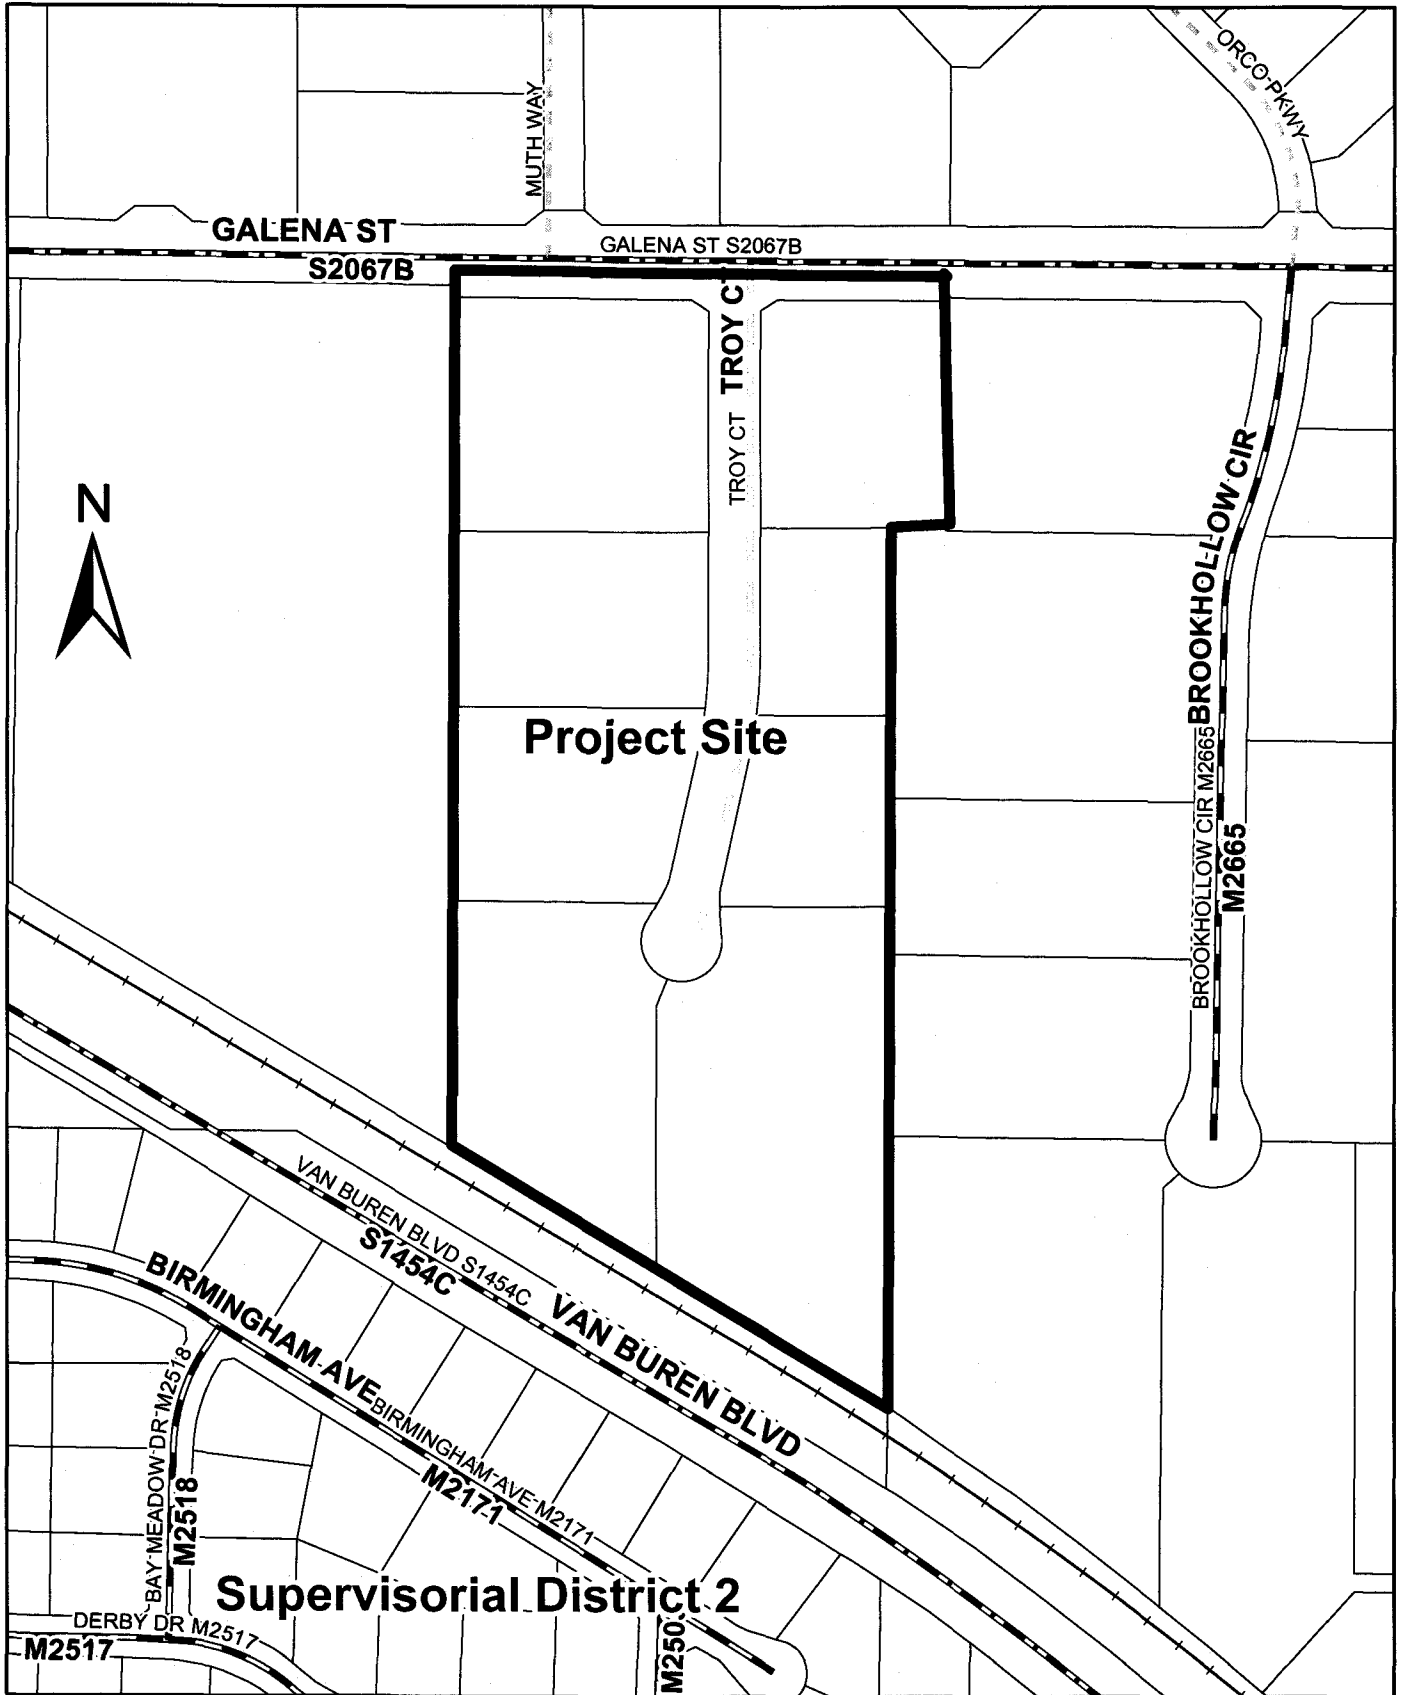 ORCO PKWY
MUTH WAY
GALENA ST
GALENA ST S2067B
S2067B
TROY C
TROY CT
N
BROOKHOLLOW CIR
Project Site
BROOKHOLLOW CIR M2665
M2665
VAN BUREN BLVD S1454C
S1454C
VAN BUREN BLVD
BIRMINGHAM AVE
BIRMINGHAM AVE M2171
M2171
BAY MEADOW DR M2518
M2518
Supervisorial District 2
DERBY DR M2517
M2517
M250